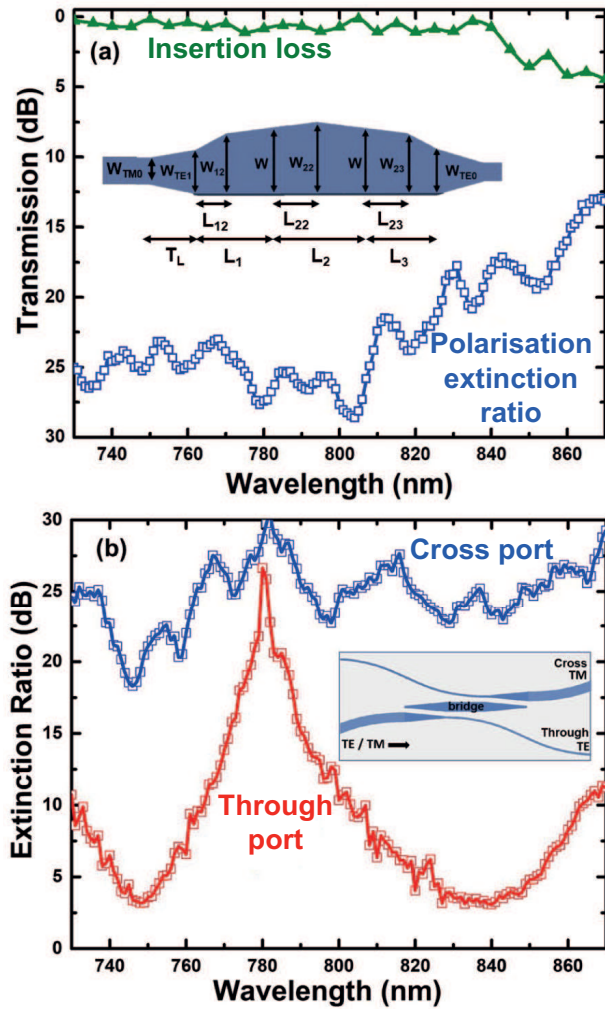 0
5
10
15
20
25
30
Transmission (dB)
(a)
Insertion loss
W_TM0
W_TE1
W_12
W
W_22
W
W_23
W_TE0
L_12
L_22
L_23
T_L
L_1
L_2
L_3
Polarisation
extinction
ratio
740
760
780
800
820
840
860
Wavelength (nm)
30
25
20
15
10
5
0
Extinction Ratio (dB)
(b)
Cross port
Cross
TM
bridge
Through
TE
TE / TM
Through
port
740
760
780
800
820
840
860
Wavelength (nm)